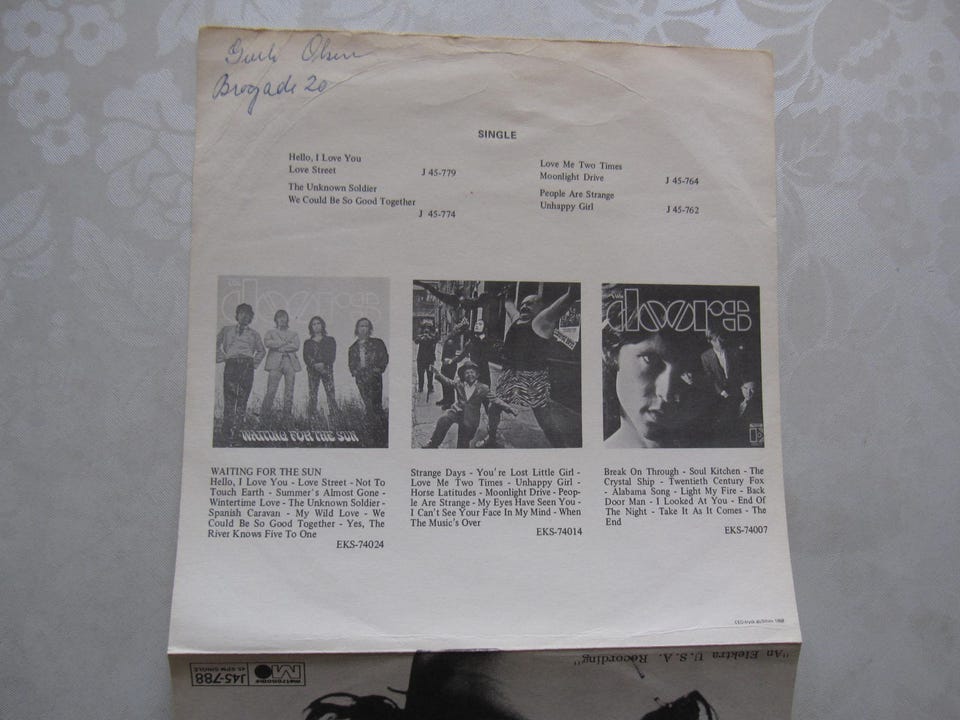 Olsen
Brogade 20
SINGLE
Hello, I Love You
Love Street J 45-779
The Unknown Soldier
We Could Be So Good Together
J 45-774
Love Me Two Times
Moonlight Drive J 45-764
People Are Strange
Unhappy Girl J 45-762
the doors
WAITING FOR THE SUN
the doors
WAITING FOR THE SUN
Hello, I Love You - Love Street - Not To
Touch Earth - Summer's Almost Gone -
Wintertime Love - The Unknown Soldier-
Spanish Caravan - My Wild Love - We
Could Be So Good Together - Yes, The
River Knows Five To One
EKS-74024
Strange Days - You're Lost Little Girl -
Love Me Two Times - Unhappy Girl -
Horse Latitudes - Moonlight Drive - Peop-
le Are Strange - My Eyes Have Seen You -
I Can't See Your Face In My Mind - When
The Music's Over
EKS-74014
Break On Through - Soul Kitchen - The
Crystal Ship - Twentieth Century Fox
- Alabama Song - Light My Fire - Back
Door Man - I Looked At You - End Of
The Night - Take It As It Comes - The
End
EKS-74007
"An Elektra U.S.A. Recording"
metronome
J45-788
45 RPM SINGLE